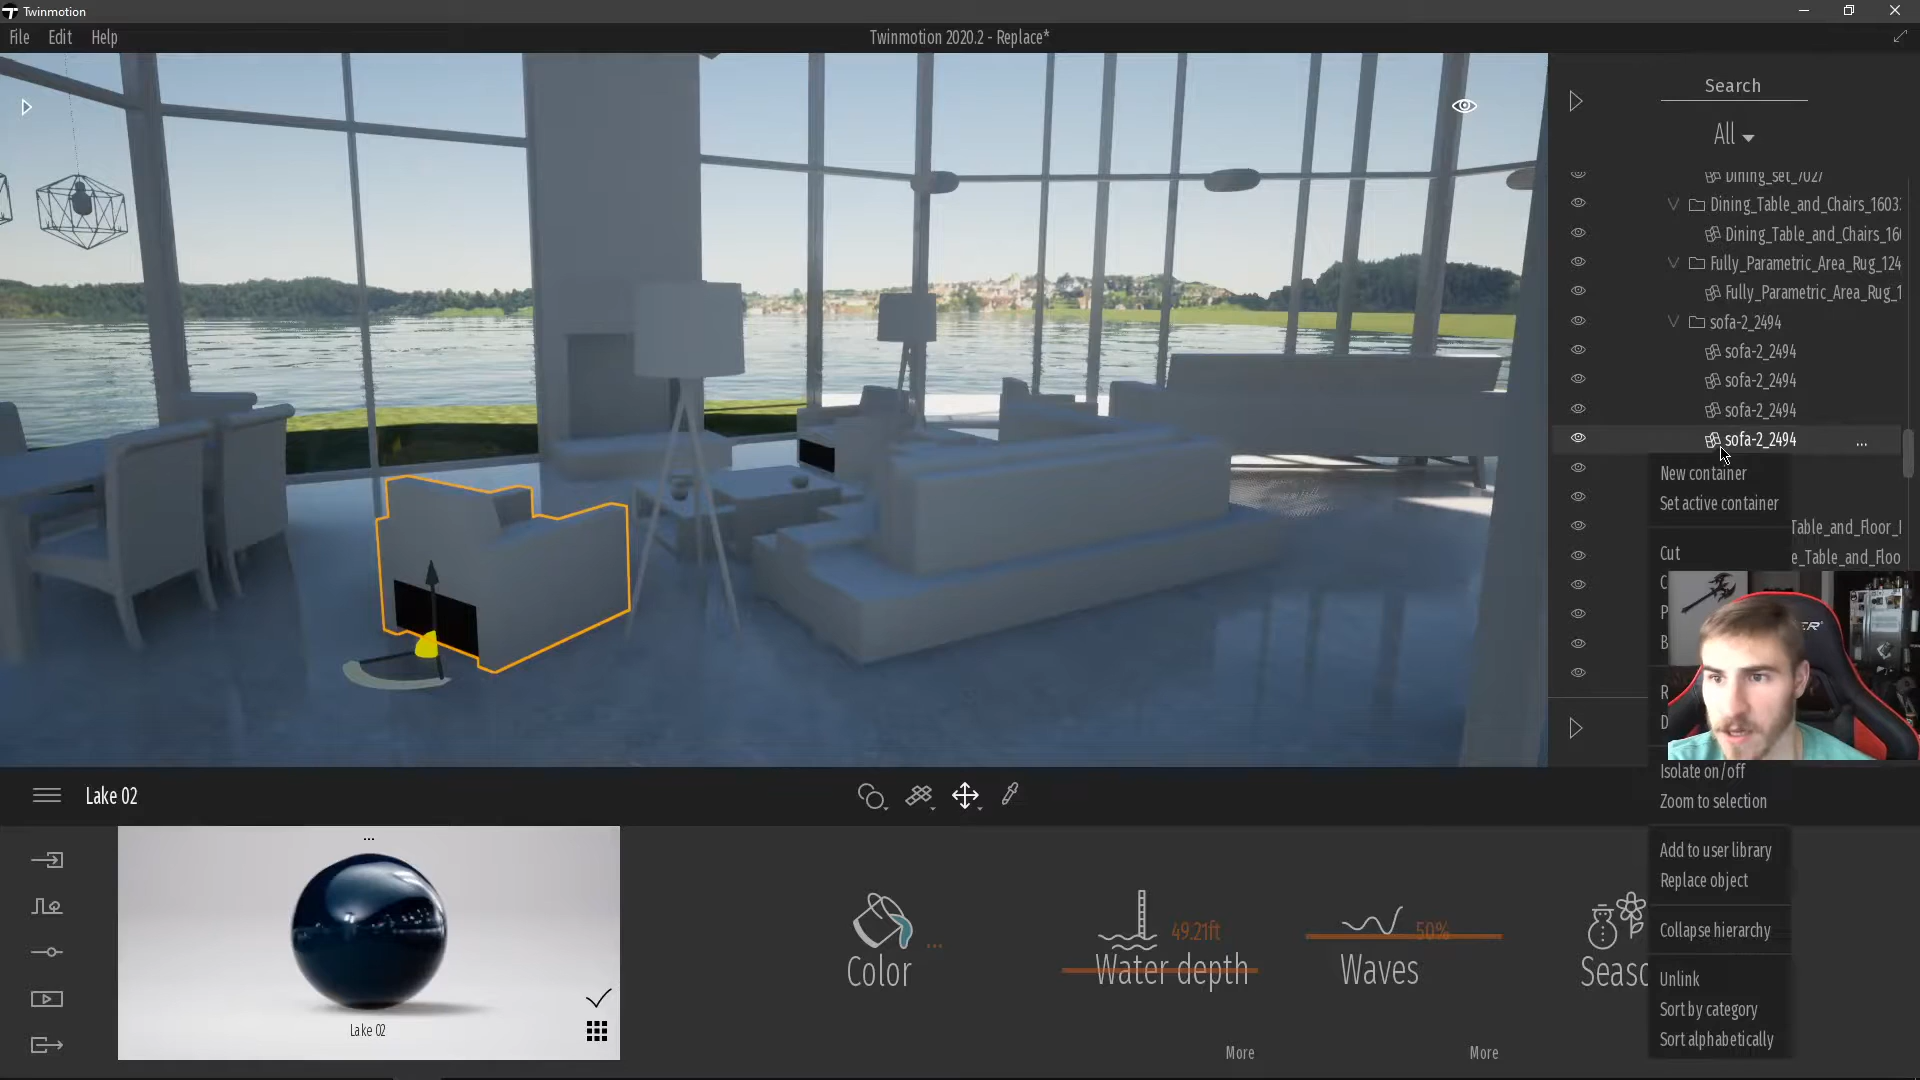 Twinmotion
File Edit Help
Twinmotion 2020.2 - Replace*
Search
All
Dining_set_7027
Dining_Table_and_Chairs_1603
Dining_Table_and_Chairs_16
Fully_Parametric_Area_Rug_124
Fully_Parametric_Area_Rug_1
sofa-2_2494
sofa-2_2494
sofa-2_2494
sofa-2_2494
sofa-2_2494
...
New container
Set active container
Table_and_Floor_
e_Table_and_Floo
Cut
C
P
B
R
D
Isolate on/off
Zoom to selection
Add to user library
Replace object
Collapse hierarchy
Unlink
Sort by category
Sort alphabetically
Lake 02
...
Lake 02
Color
...
49.21ft
Water depth
50%
Waves
Seaso
More
More